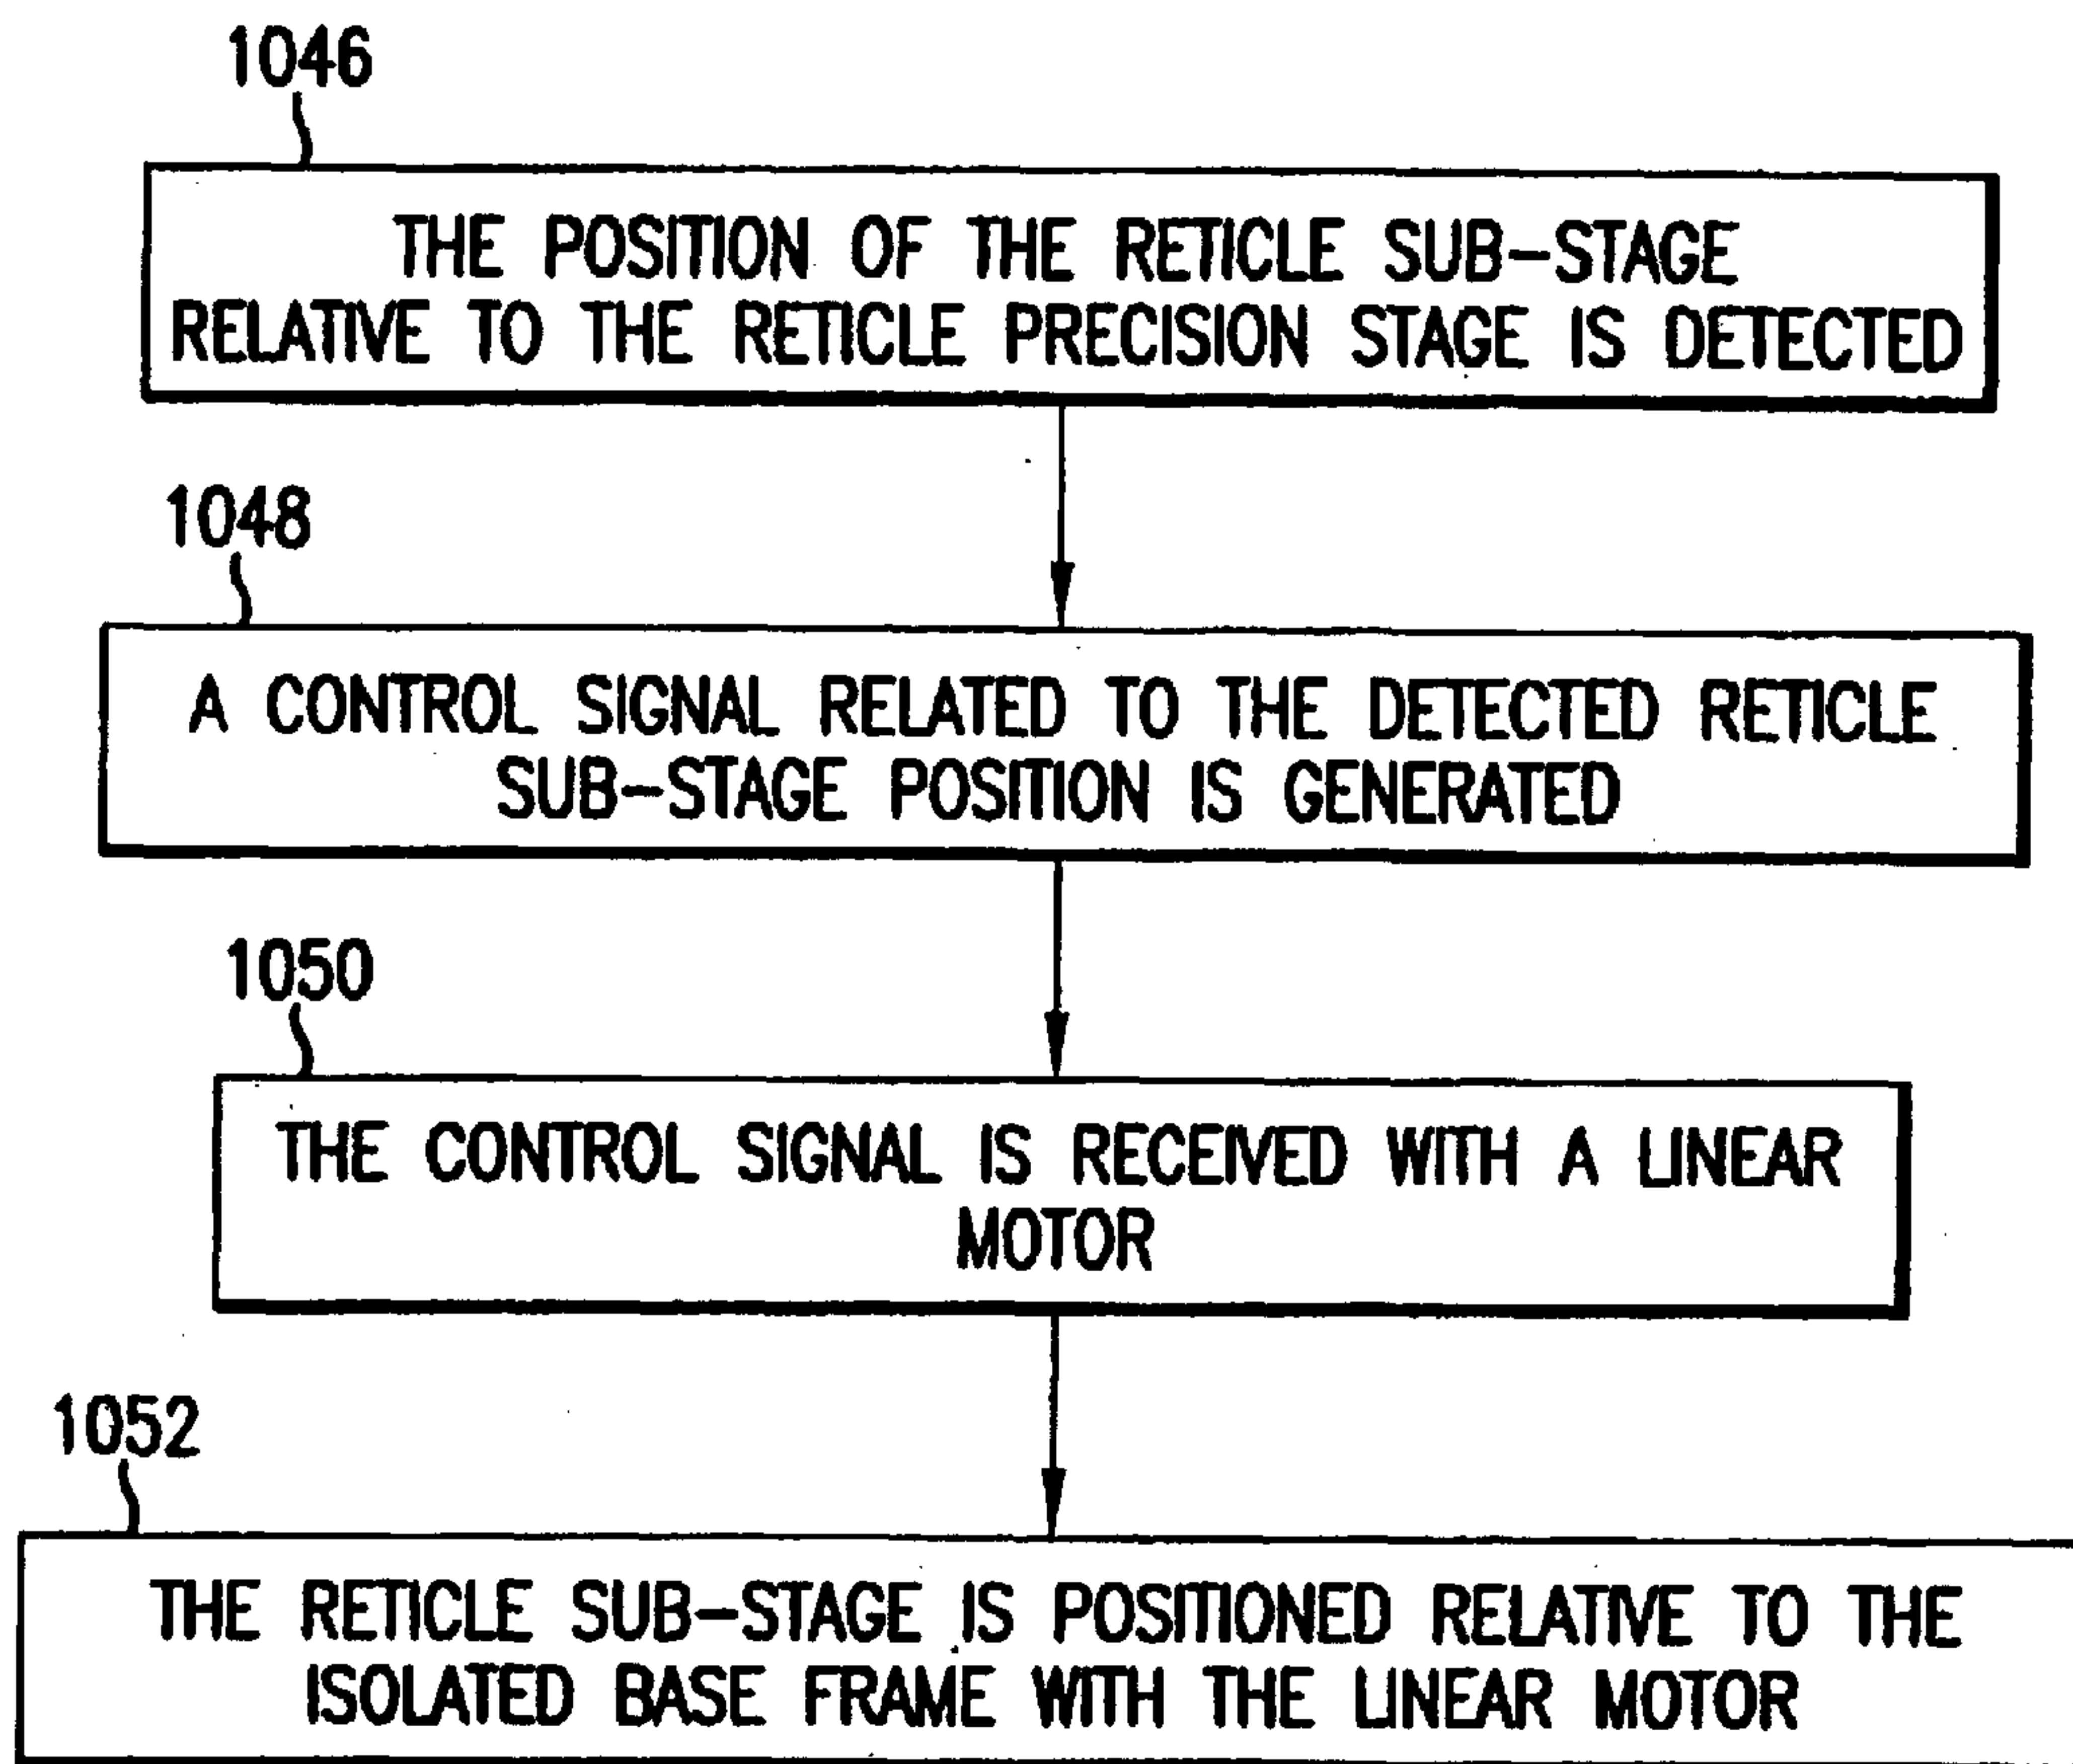 1046
THE POSITION OF THE RETICLE SUB-STAGE
RELATIVE TO THE RETICLE PRECISION STAGE IS DETECTED
1048
A CONTROL SIGNAL RELATED TO THE DETECTED RETICLE
SUB-STAGE POSITION IS GENERATED
1050
THE CONTROL SIGNAL IS RECEIVED WITH A LINEAR
MOTOR
1052
THE RETICLE SUB-STAGE IS POSITIONED RELATIVE TO THE
ISOLATED BASE FRAME WITH THE LINEAR MOTOR